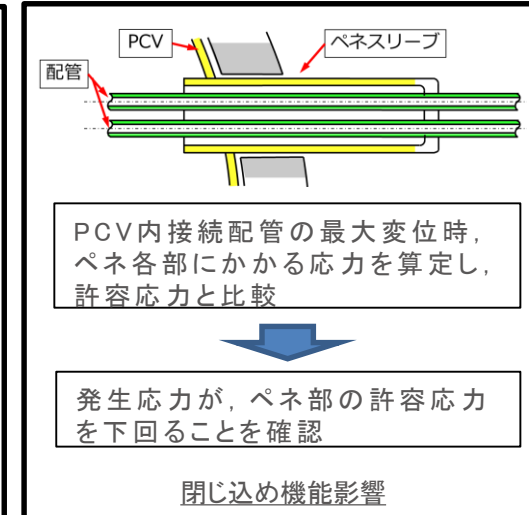 PCV
ペネスリーブ
配管
PCV内接続配管の最大変位時,
ペネ各部にかかる応力を算定し,
許容応力と比較
発生応力が, ペネ部の許容応力
を下回ることを確認
閉じ込め機能影響